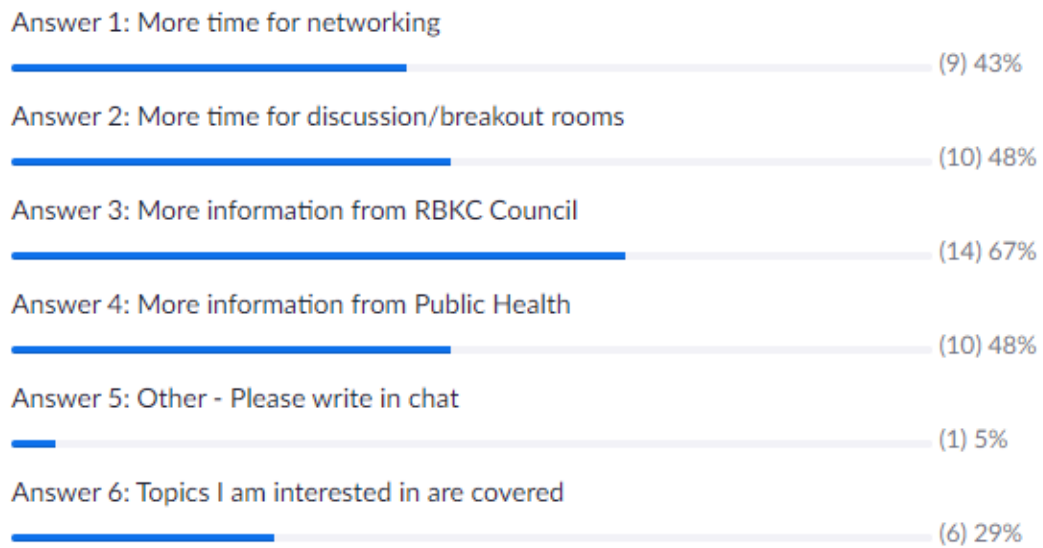 Answer 1: More time for networking
(9) 43%
Answer 2: More time for discussion/breakout rooms
(10) 48%
Answer 3: More information from RBKC Council
(14) 67%
Answer 4: More information from Public Health
(10) 48%
Answer 5: Other - Please write in chat
(1) 5%
Answer 6: Topics I am interested in are covered
(6) 29%